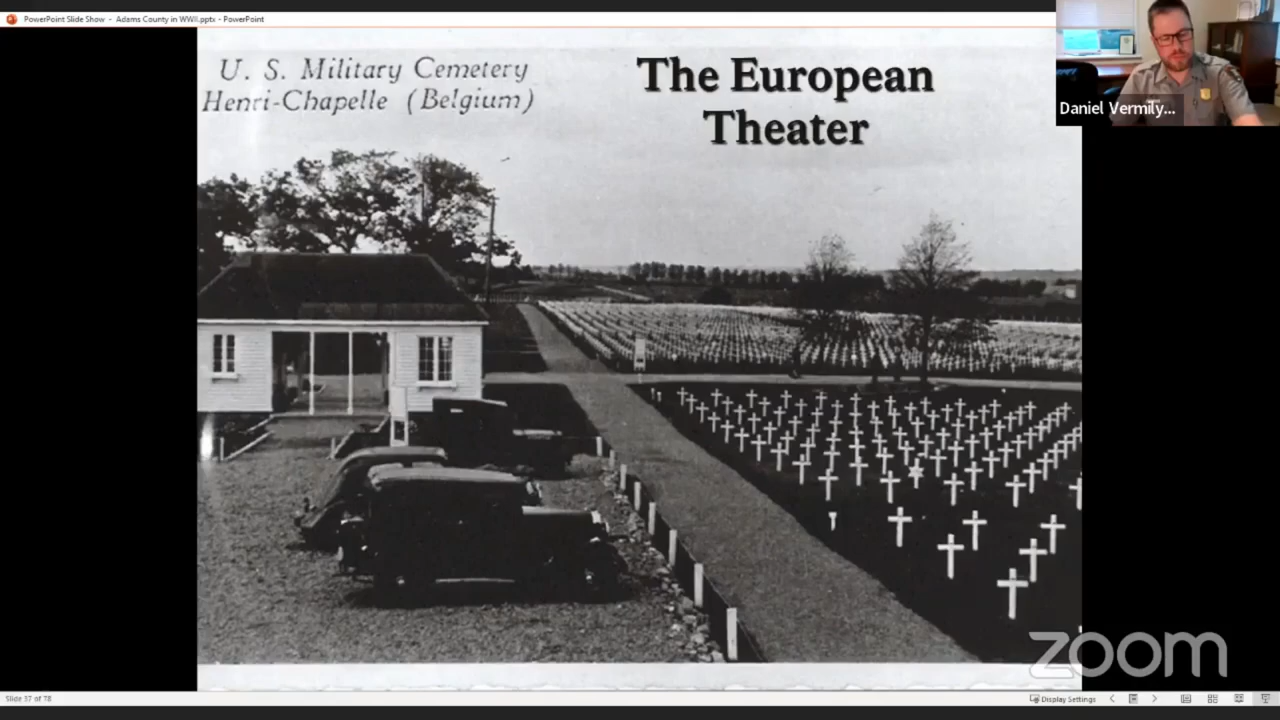 PowerPoint Slide Show - Adams County in WWII.pptx - PowerPoint
U. S. Military Cemetery
Henri-Chapelle (Belgium)
The European
Theater
Daniel Vermily...
zoom
Slide 37 of 78
Display Settings